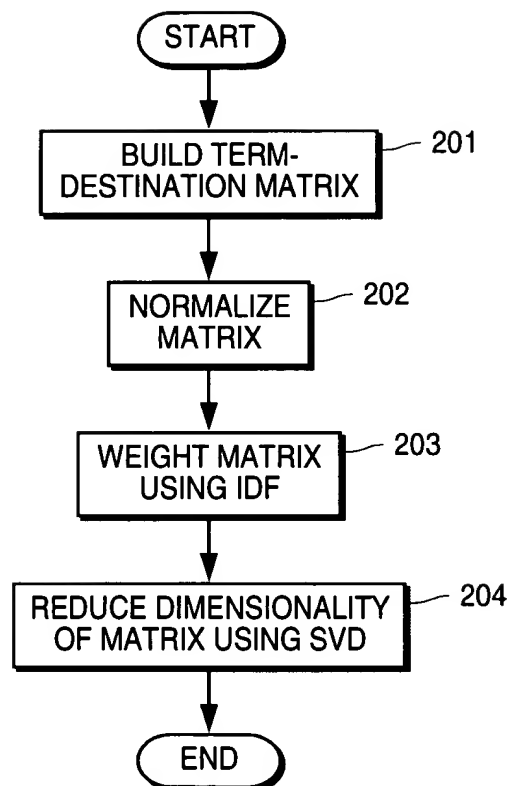 START
BUILD TERM-
DESTINATION MATRIX
201
NORMALIZE
MATRIX
202
WEIGHT MATRIX
USING IDF
203
REDUCE DIMENSIONALITY
OF MATRIX USING SVD
204
END